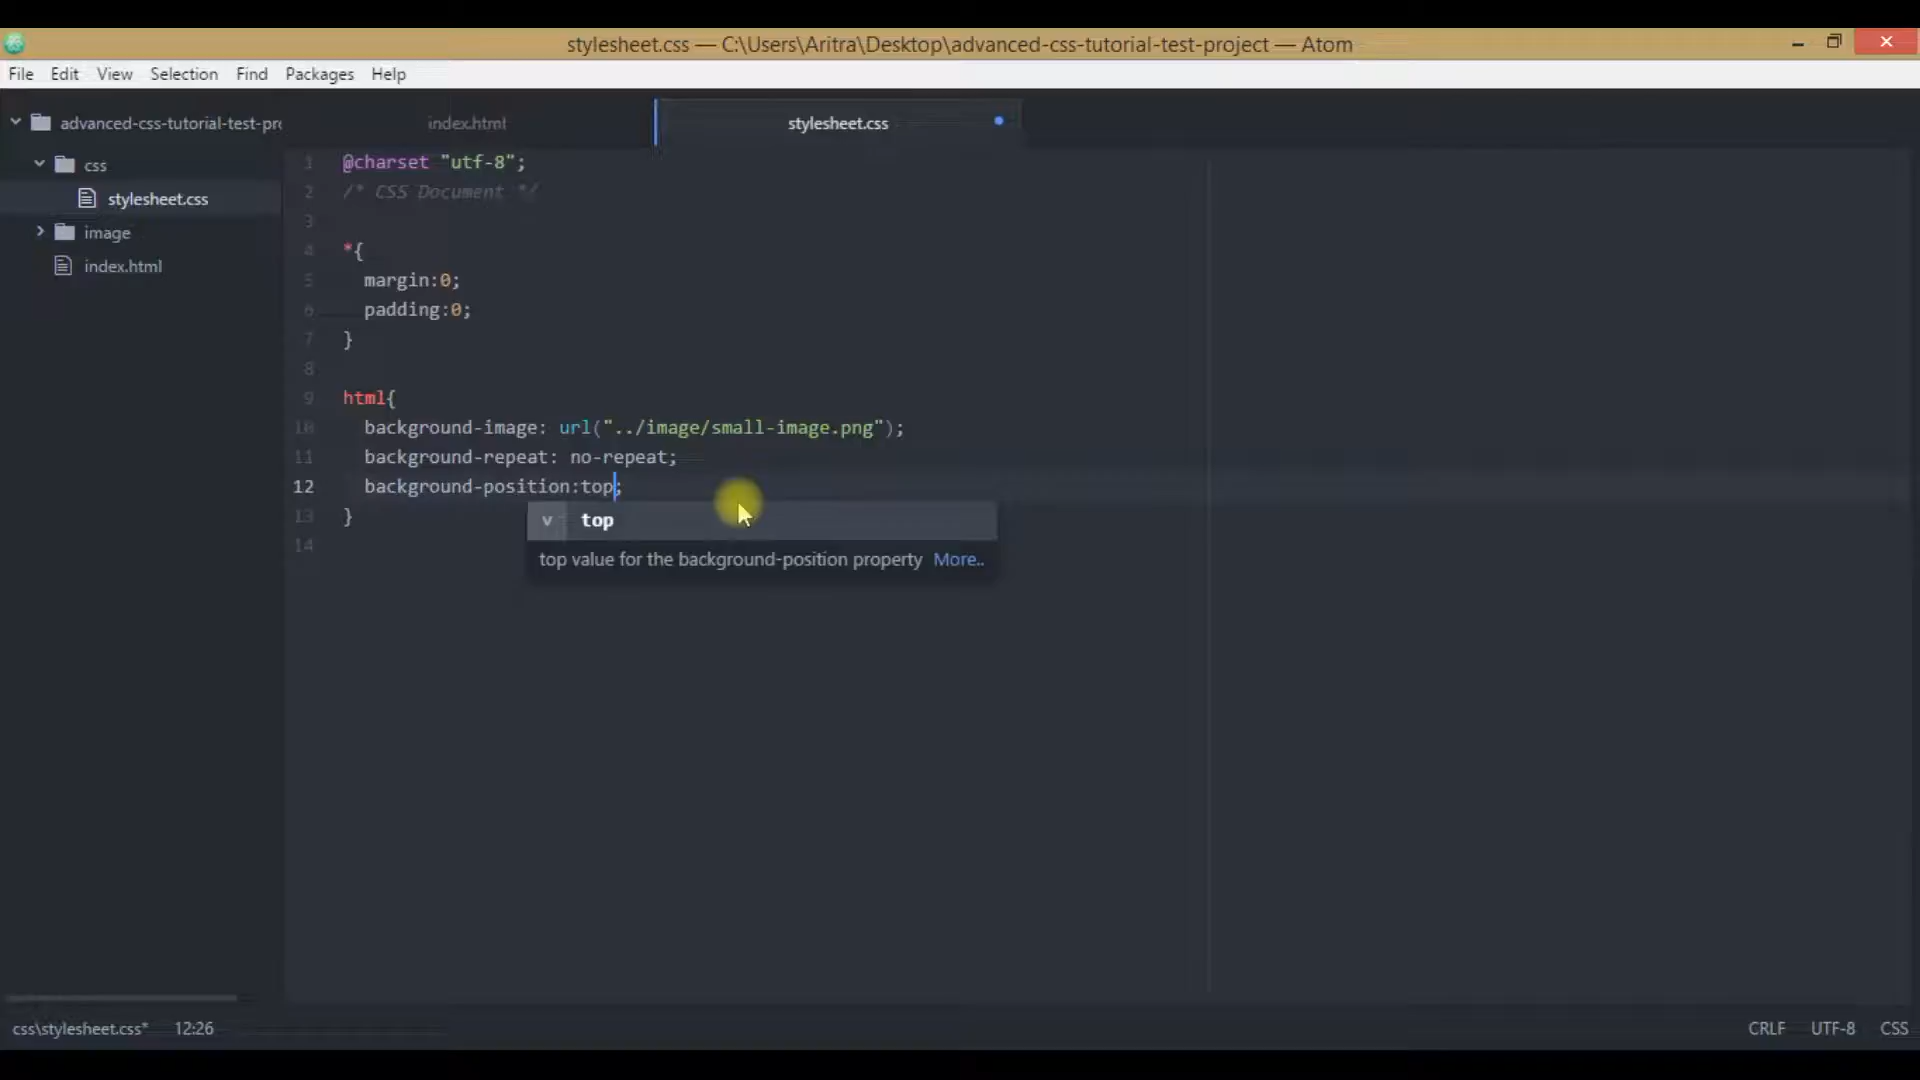 stylesheet.css — C:\Users\Aritra\Desktop\advanced-css-tutorial-test-project — Atom
File Edit View Selection Find Packages Help
advanced-css-tutorial-test-pro
index.html
stylesheet.css
css
stylesheet.css
image
index.html
1 @charset "utf-8";
2 /* CSS Document */
3
4 *{
5 margin:0;
6 padding:0;
7 }
8
9 html{
10 background-image: url("../image/small-image.png");
11 background-repeat: no-repeat;
12 background-position:top;
13 }
14
v top
top value for the background-position property More..
css\stylesheet.css* 12:26
CRLF UTF-8 CSS